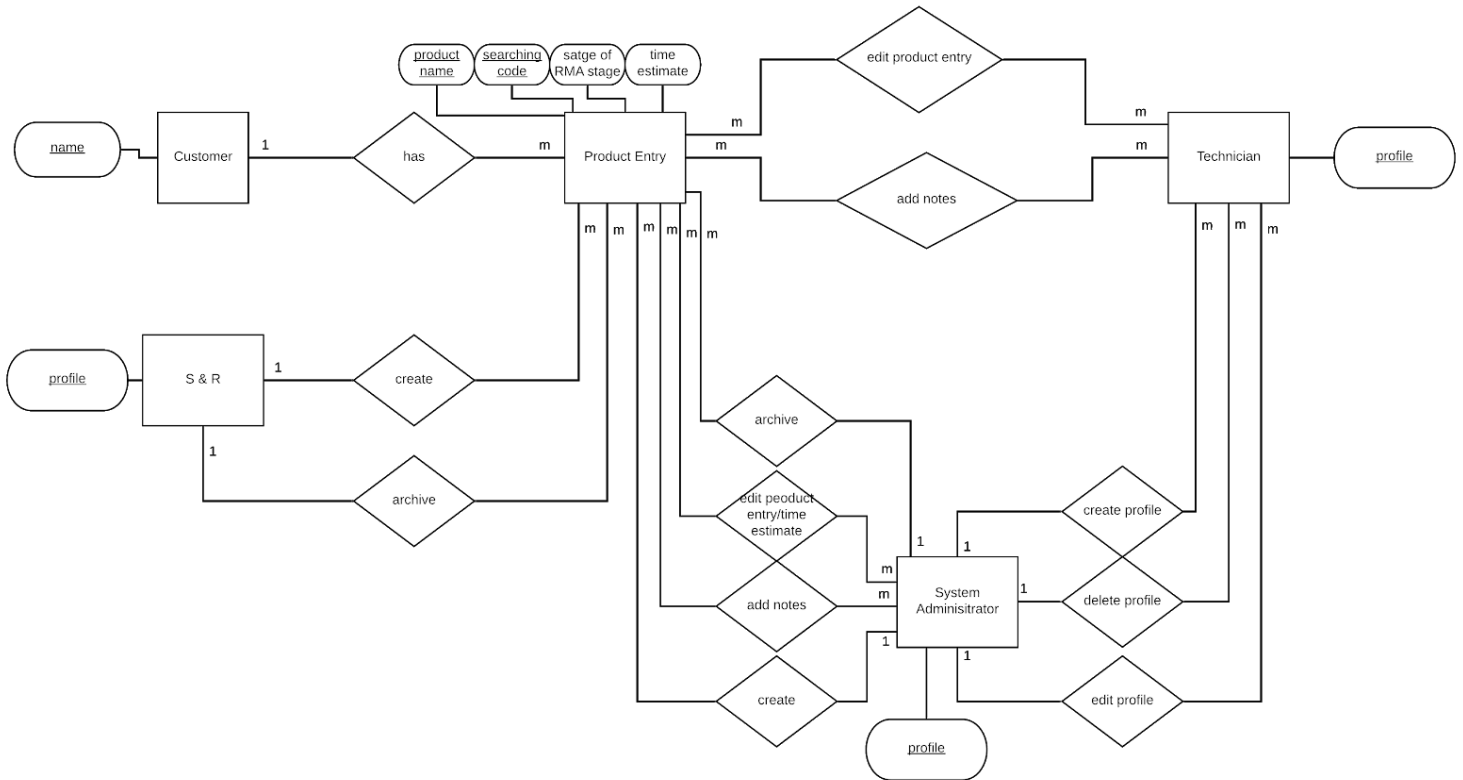 product
name
searching
code
satge of
RMA stage
time
estimate
edit product entry
m
m
name
Customer
1
has
m
Product Entry
m
m
Technician
profile
add notes
m
m
m
m
m
m
m
m
m
profile
S & R
1
create
1
archive
archive
edit peoduct
entry/time
estimate
1
m
add notes
m
create
1
System
Adminisitrator
1
create profile
1
delete profile
1
edit profile
profile